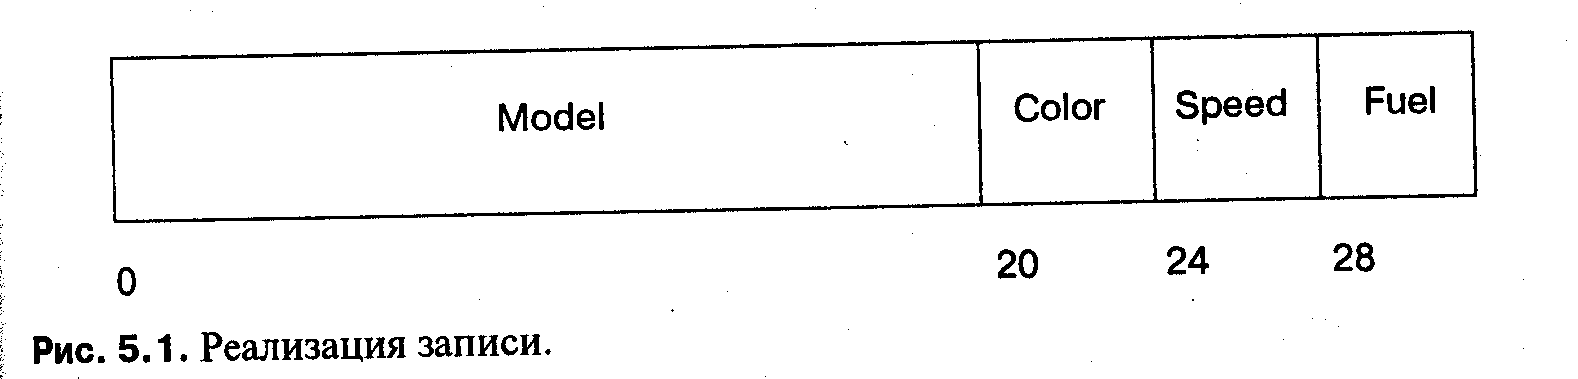 Model Color Speed Fuel
0 20 24 28
Рис. 5.1. Реализация записи.